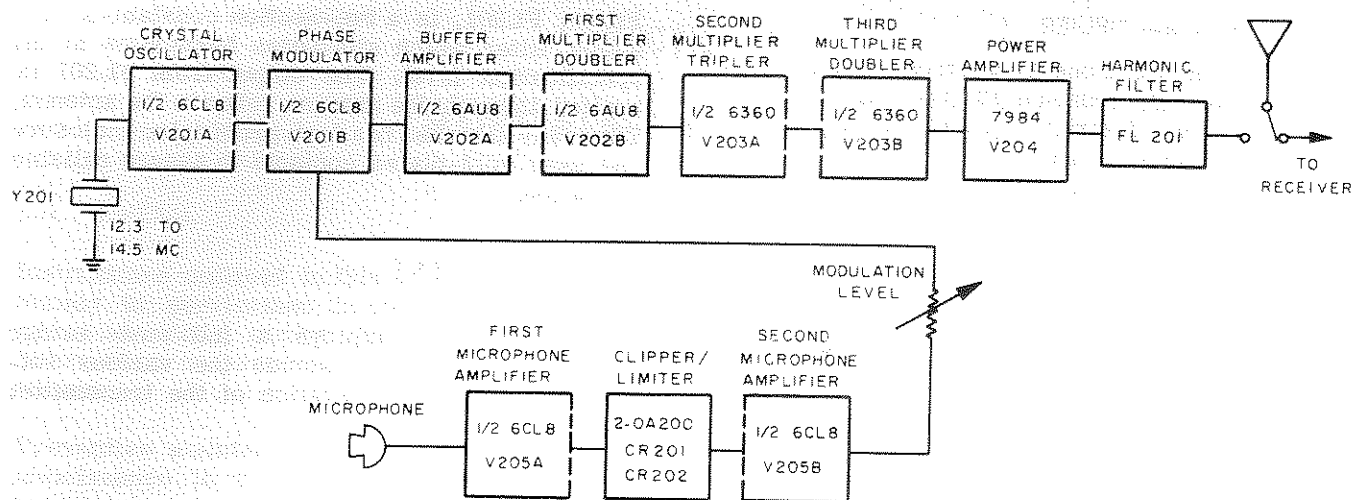 CRYSTAL
OSCILLATOR
1/2 6CL8
V201A
PHASE
MODULATOR
1/2 6CL8
V201B
BUFFER
AMPLIFIER
1/2 6AU8
V202A
FIRST
MULTIPLIER
DOUBLER
1/2 6AU8
V202B
SECOND
MULTIPLIER
TRIPLER
1/2 6360
V203A
THIRD
MULTIPLIER
DOUBLER
1/2 6360
V203B
POWER
AMPLIFIER
7984
V204
HARMONIC
FILTER
FL 201
TO
RECEIVER
Y201
12.3 TO
14.5 MC
MODULATION
LEVEL
MICROPHONE
FIRST
MICROPHONE
AMPLIFIER
1/2 6CL8
V205A
CLIPPER/
LIMITER
2-OA200
CR201
CR202
SECOND
MICROPHONE
AMPLIFIER
1/2 6CL8
V205B